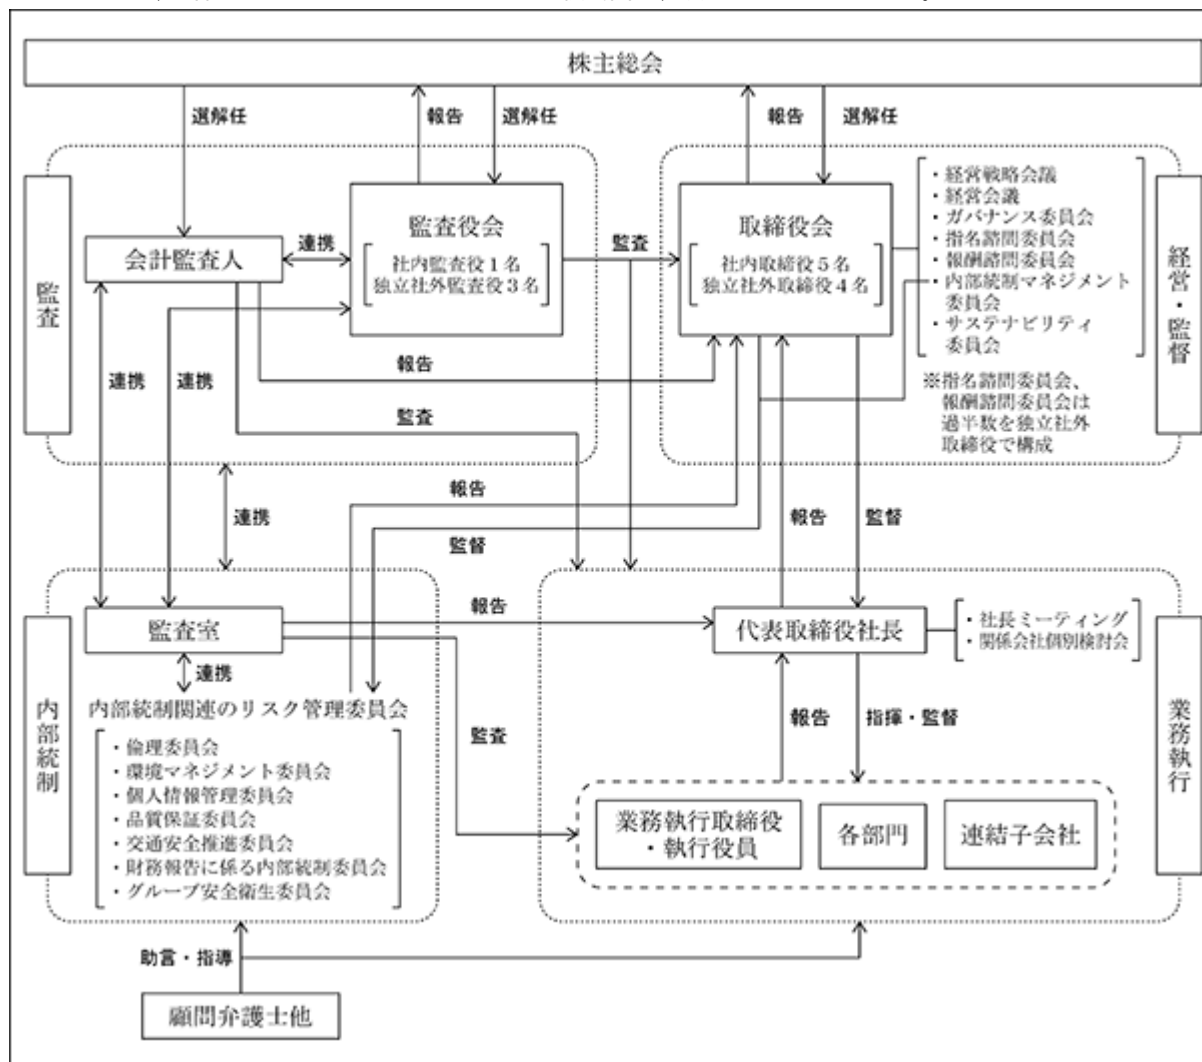 株主総会
選解任
報告
選解任
報告
選解任
監査
監査役会
社内監査役1名
独立社外監査役3名
会計監査人
連携
監査
取締役会
社内取締役5名
独立社外取締役4名
・経営戦略会議
・経営会議
・ガバナンス委員会
・指名諮問委員会
・報酬諮問委員会
・内部統制マネジメント
委員会
・サステナビリティ
委員会
※指名諮問委員会、
報酬諮問委員会は
過半数を独立社外
取締役で構成
経営・監督
連携
連携
報告
監査
連携
報告
監督
報告
監督
内部統制
監査室
連携
内部統制関連のリスク管理委員会
・倫理委員会
・環境マネジメント委員会
・個人情報管理委員会
・品質保証委員会
・交通安全推進委員会
・財務報告に係る内部統制委員会
・グループ安全衛生委員会
報告
監査
代表取締役社長
・社長ミーティング
・関係会社個別検討会
報告
指揮・監督
業務執行取締役
・執行役員
各部門
連結子会社
業務執行
助言・指導
顧問弁護士他